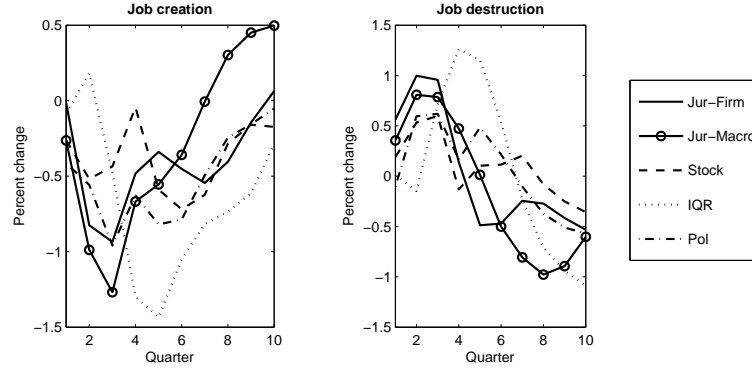 Job creation
0.5
0
−0.5
−1
−1.5
Percent change
2
4
6
8
10
Quarter
Job destruction
1.5
1
0.5
0
−0.5
−1
−1.5
Percent change
2
4
6
8
10
Quarter
Jur−Firm
Jur−Macro
Stock
IQR
Pol